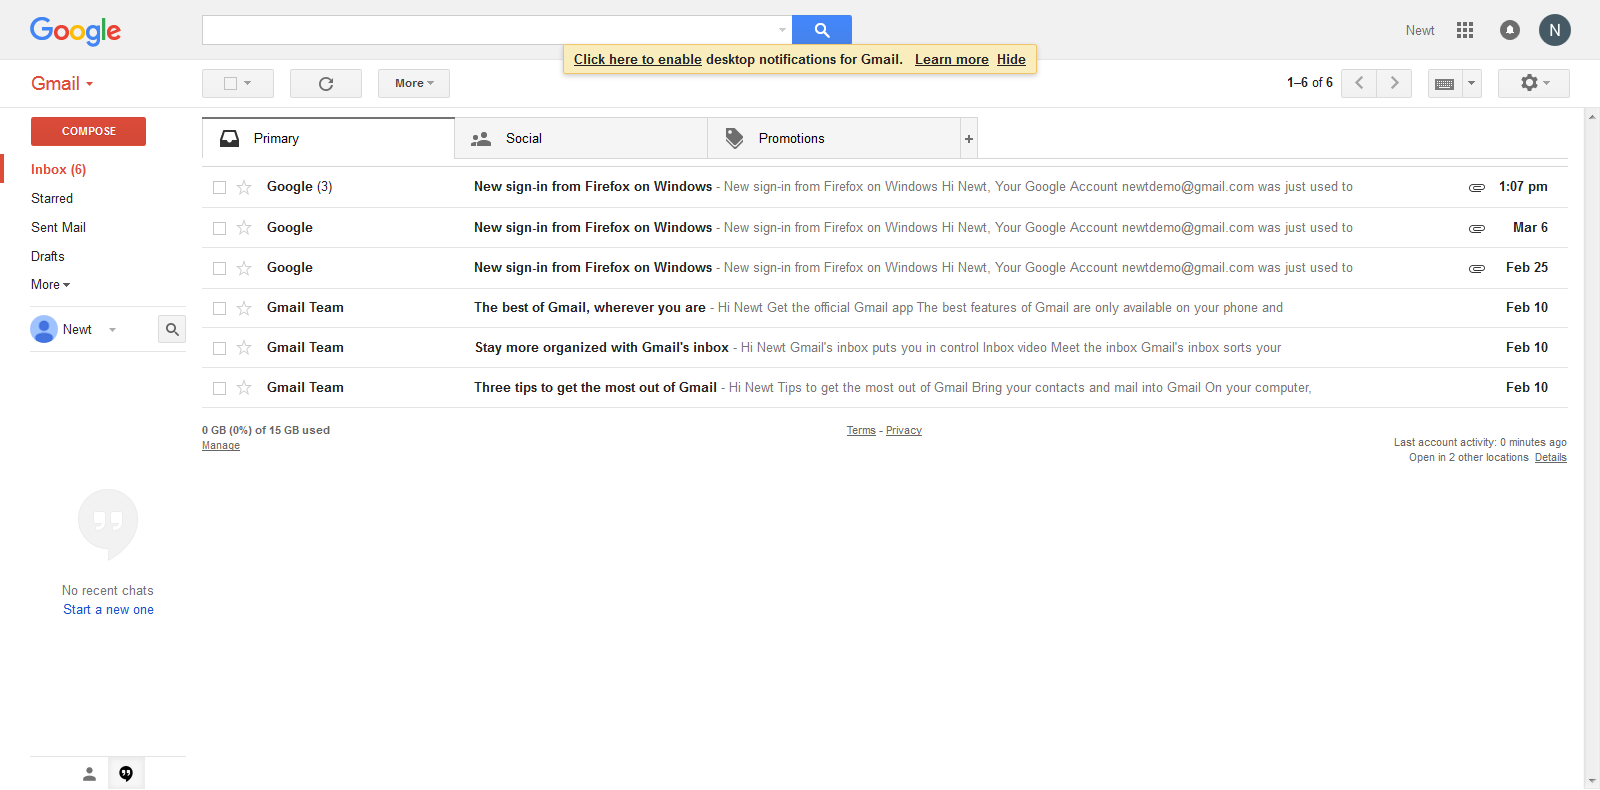 Google
Newt
N
Click here to enable desktop notifications for Gmail. Learn more Hide
Gmail
More
1–6 of 6
COMPOSE
Primary
Social
Promotions
+
Inbox (6)
Starred
Sent Mail
Drafts
More
Newt
Google (3) New sign-in from Firefox on Windows - New sign-in from Firefox on Windows Hi Newt, Your Google Account newtdemo@gmail.com was just used to 1:07 pm
Google New sign-in from Firefox on Windows - New sign-in from Firefox on Windows Hi Newt, Your Google Account newtdemo@gmail.com was just used to Mar 6
Google New sign-in from Firefox on Windows - New sign-in from Firefox on Windows Hi Newt, Your Google Account newtdemo@gmail.com was just used to Feb 25
Gmail Team The best of Gmail, wherever you are - Hi Newt Get the official Gmail app The best features of Gmail are only available on your phone and Feb 10
Gmail Team Stay more organized with Gmail's inbox - Hi Newt Gmail's inbox puts you in control Inbox video Meet the inbox Gmail's inbox sorts your Feb 10
Gmail Team Three tips to get the most out of Gmail - Hi Newt Tips to get the most out of Gmail Bring your contacts and mail into Gmail On your computer, Feb 10
0 GB (0%) of 15 GB used
Manage
Terms - Privacy
Last account activity: 0 minutes ago
Open in 2 other locations Details
No recent chats
Start a new one